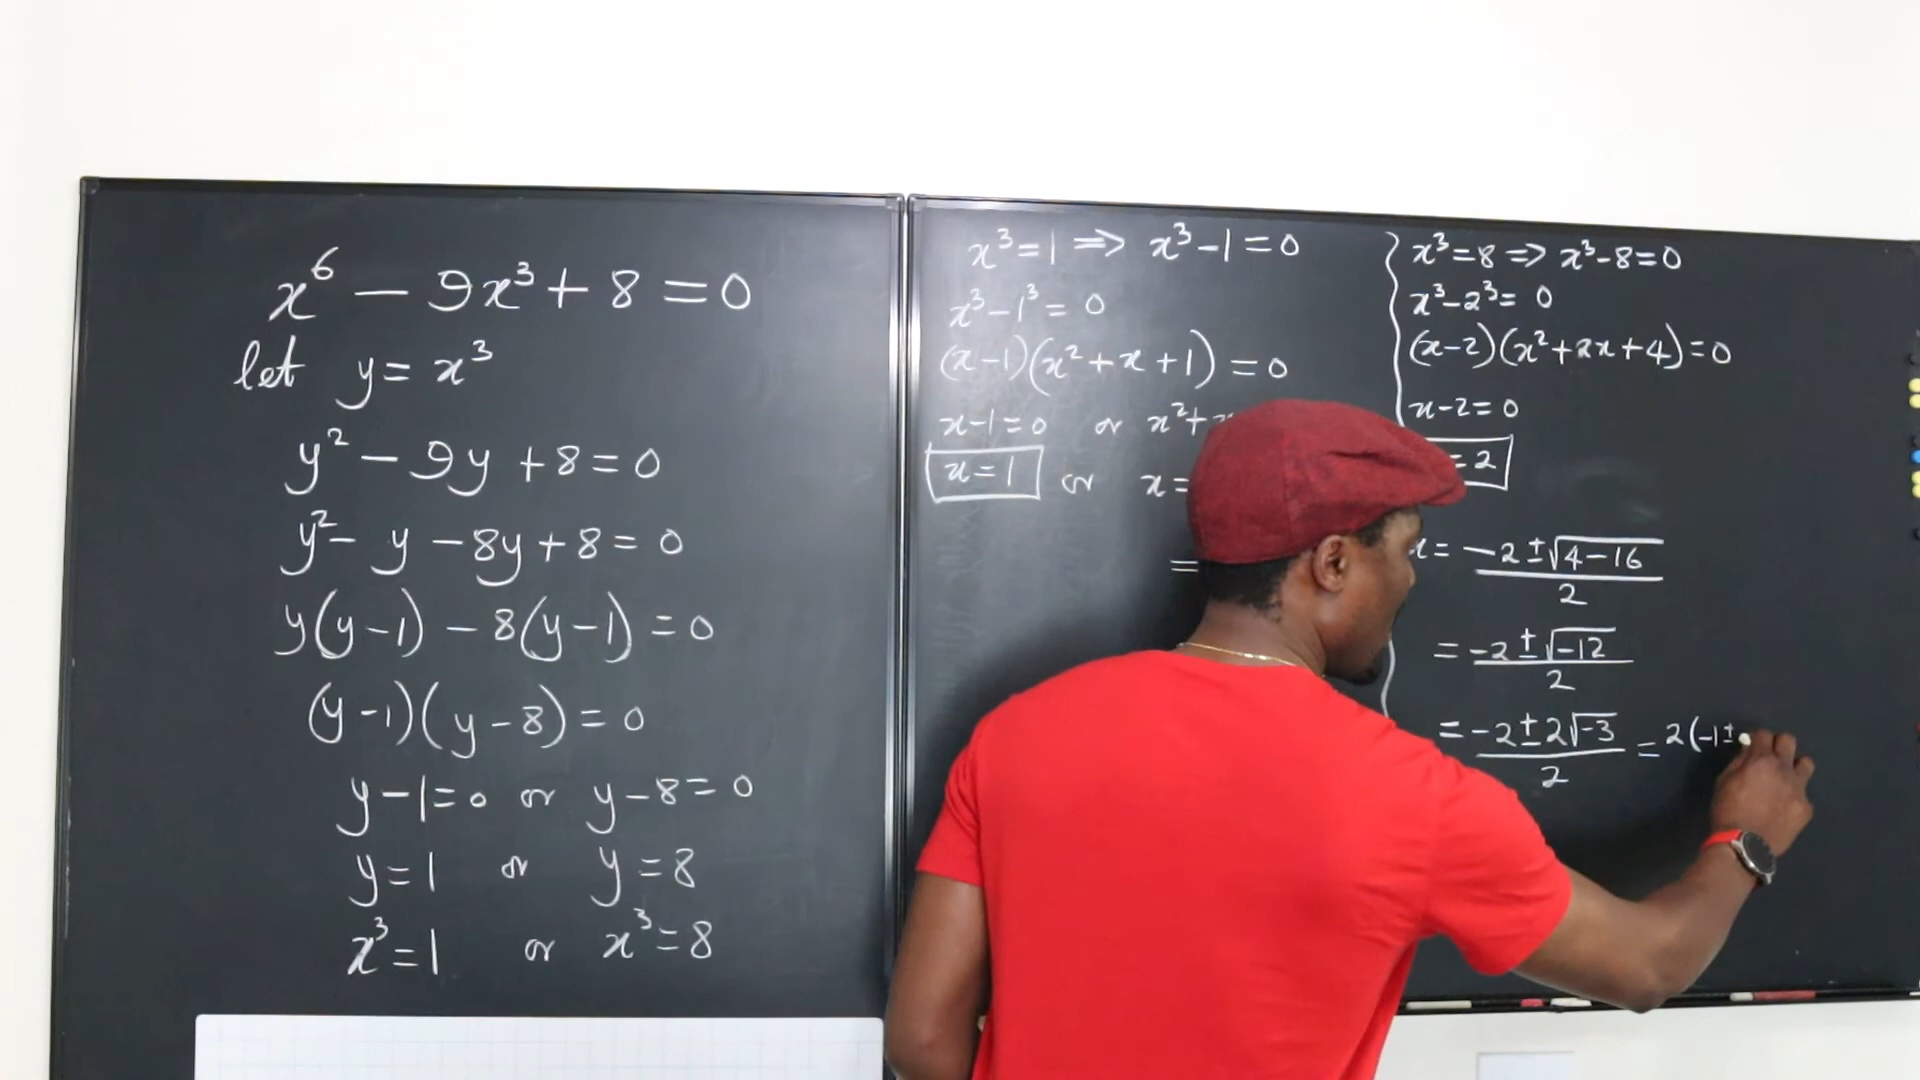 x⁶ − 9x³ + 8 = 0
let y = x³
y² − 9y + 8 = 0
y² − y − 8y + 8 = 0
y(y−1) − 8(y−1) = 0
(y−1)(y−8) = 0
y−1=0 or y−8=0
y=1 or y=8
x³=1 or x³=8
x³=1 ⇒ x³−1=0
x³−1³=0
(x−1)(x²+x+1)=0
x−1=0 or x²+
x=1 or x=
=
x³=8 ⇒ x³−8=0
x³−2³=0
(x−2)(x²+2x+4)=0
x−2=0
=2
x = (−2±√(4−16))/2
= (−2±√(−12))/2
= (−2±2√(−3))/2 = 2(−1±